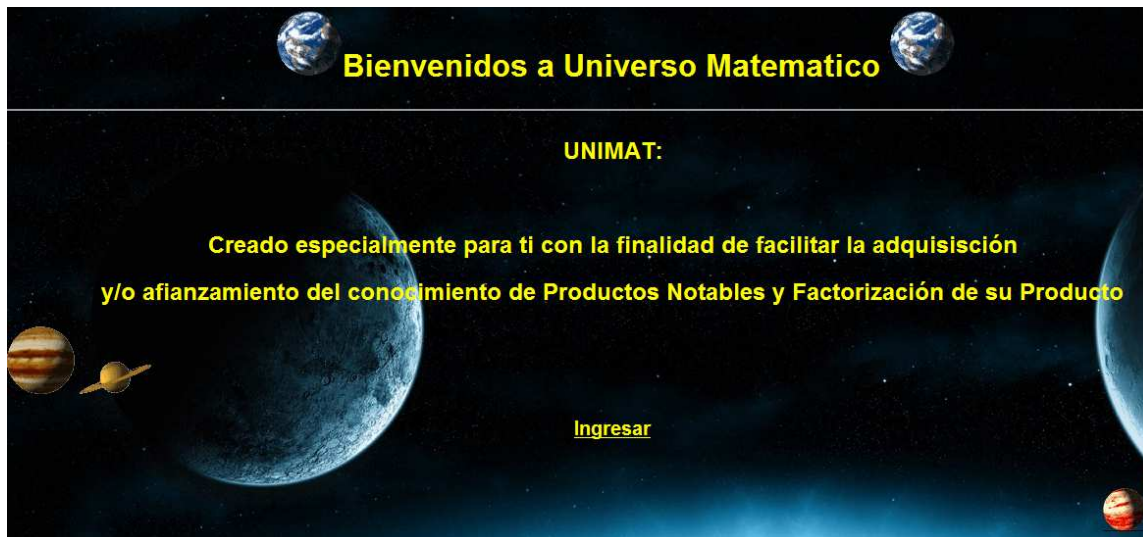 Bienvenidos a Universo Matematico
UNIMAT:
Creado especialmente para ti con la finalidad de facilitar la adquisisción
y/o afianzamiento del conocimiento de Productos Notables y Factorización de su Producto
Ingresar